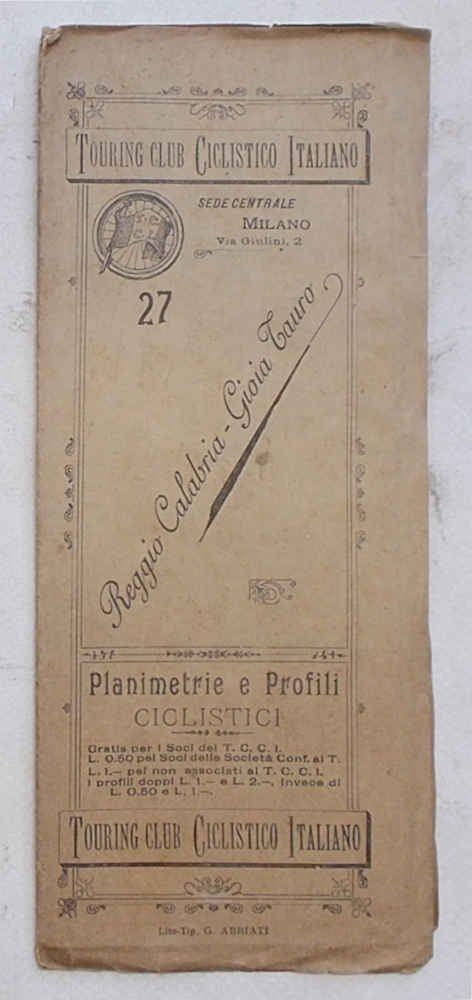 TOURING CLUB CICLISTICO ITALIANO
SEDE CENTRALE
MILANO
Via Giulini, 2
27
Reggio Calabria - Gioia Tauro
Planimetrie e Profili
CICLISTICI
Gratis per i Soci del T. C. C. I.
L. 0.50 pei Soci delle Società Conf. al T.
L. 1.— pei non associati al T. C. C. I.
I profili doppi L. 1.— e L. 2.—, invece di
L. 0.50 e L. 1.—.
TOURING CLUB CICLISTICO ITALIANO
Lito-Tip. G. ABBIATI